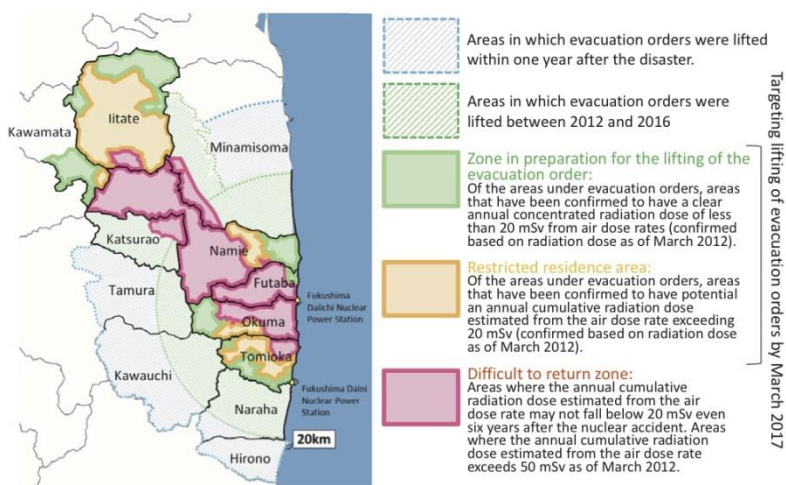 Iitate
Kawamata
Minamisoma
Katsurao
Namie
Tamura
Futaba
Fukushima
Daiichi Nuclear
Power Station
Okuma
Tomioka
Kawauchi
Fukushima Daini
Nuclear Power
Station
Naraha
20km
Hirono
Areas in which evacuation orders were lifted
within one year after the disaster.
Areas in which evacuation orders were
lifted between 2012 and 2016
Zone in preparation for the lifting of the
evacuation order:
Of the areas under evacuation orders, areas
that have been confirmed to have a clear
annual concentrated radiation dose of less
than 20 mSv from air dose rates (confirmed
based on radiation dose as of March 2012).
Restricted residence area:
Of the areas under evacuation orders, areas
that have been confirmed to have potential
an annual cumulative radiation dose
estimated from the air dose rate exceeding
20 mSv (confirmed based on radiation dose
as of March 2012).
Difficult to return zone:
Areas where the annual cumulative
radiation dose estimated from the air
dose rate may not fall below 20 mSv even
six years after the nuclear accident. Areas
where the annual cumulative radiation
dose estimated from the air dose rate
exceeds 50 mSv as of March 2012.
Targeting lifting of evacuation orders by March 2017